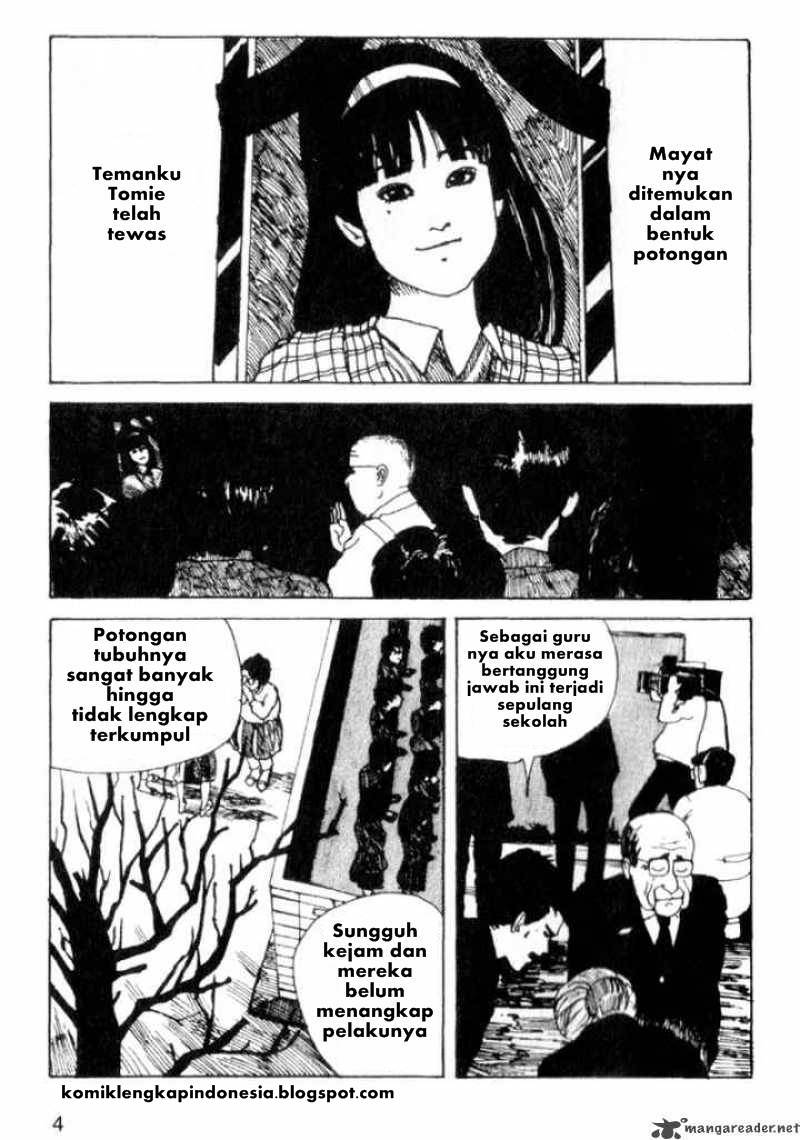 Temanku
Tomie
telah
tewas
Mayat
nya
ditemukan
dalam
bentuk
potongan
Potongan
tubuhnya
sangat banyak
hingga
tidak lengkap
terkumpul
Sungguh
kejam dan
mereka
belum
menangkap
pelakunya
Sebagai guru
nya aku merasa
bertanggung
jawab ini terjadi
sepulang
sekolah
komiklengkapindonesia.blogspot.com
4
mangareader.net